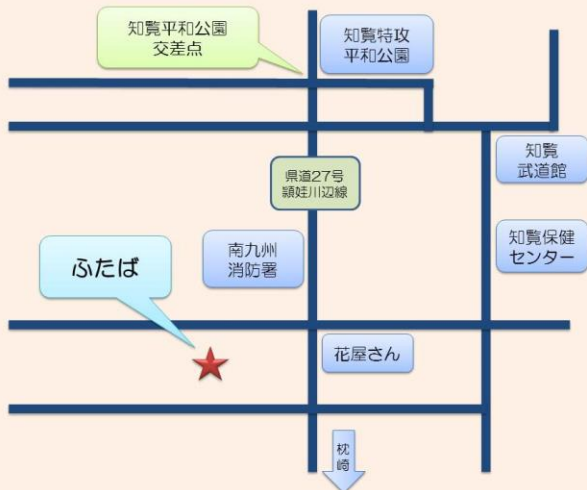 知覧平和公園
交差点
知覧特攻
平和公園
県道27号
頴娃川辺線
知覧
武道館
南九州
消防署
知覧保健
センター
ふたば
花屋さん
枕
崎